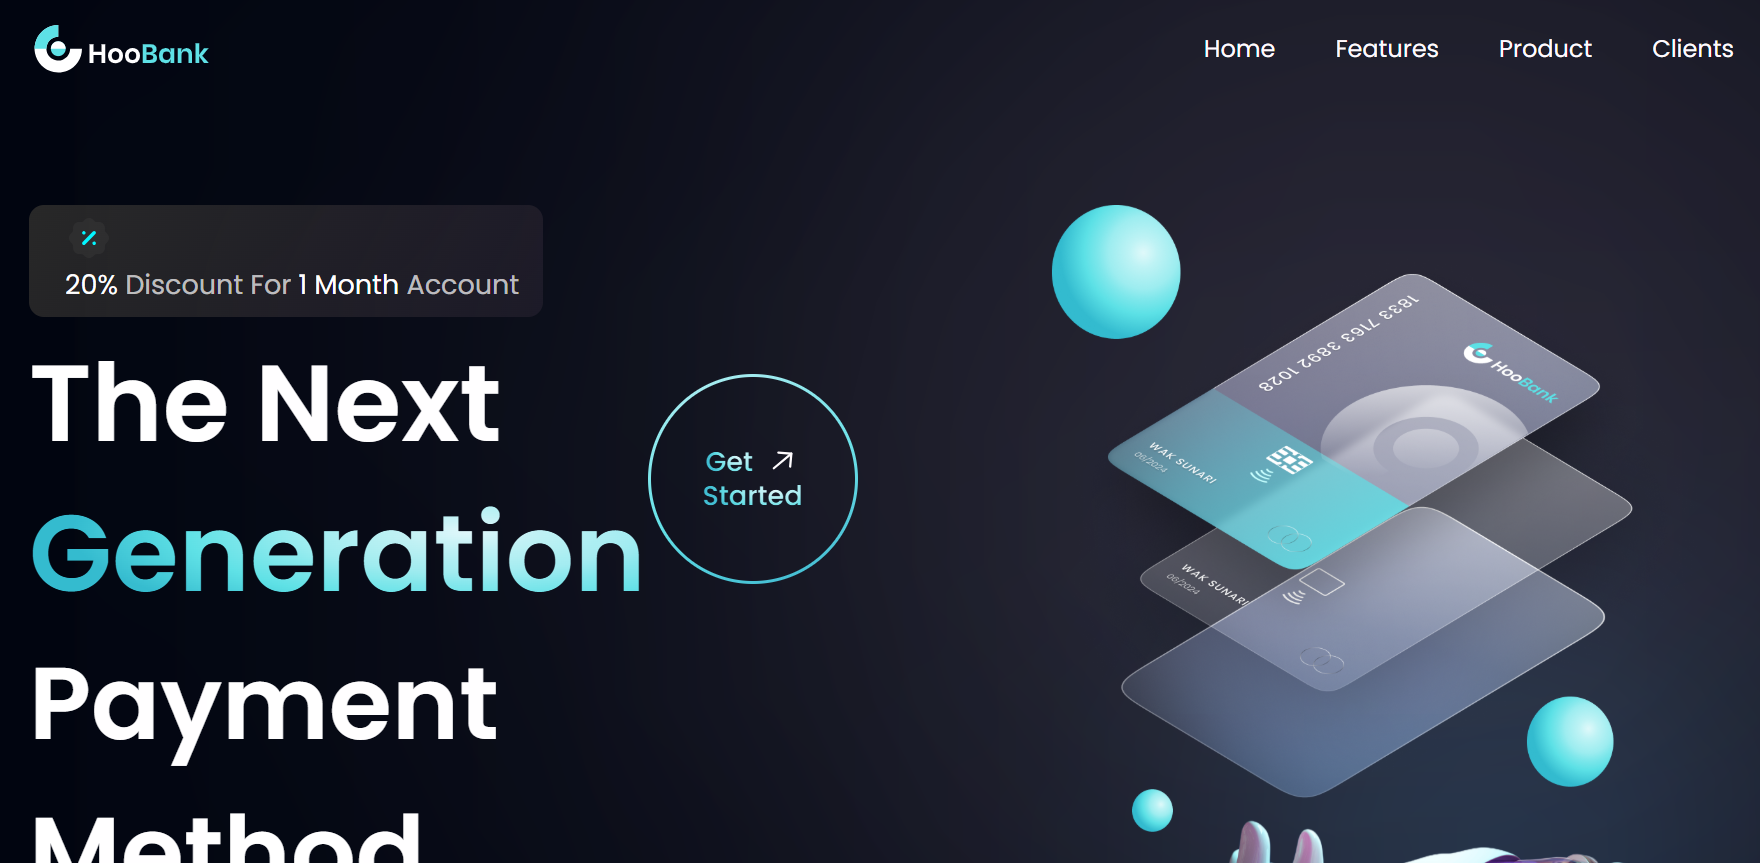 HooBank
Home Features Product Clients
20% Discount For 1 Month Account
The Next
Generation
Payment
Method
Get
Started
1833 7163 3892 1028
HooBank
WAK SUNARI
06/2024
WAK SUNARI
06/2024